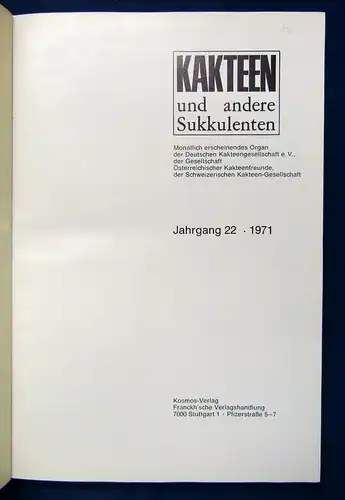 KAKTEEN
und andere
Sukkulenten
Monatlich erscheinendes Organ
der Deutschen Kakteengesellschaft e. V.,
der Gesellschaft
Österreichischer Kakteenfreunde,
der Schweizerischen Kakteen-Gesellschaft
Jahrgang 22 · 1971
Kosmos-Verlag
Franckh'sche Verlagshandlung
7000 Stuttgart 1 · Pfizerstraße 5–7